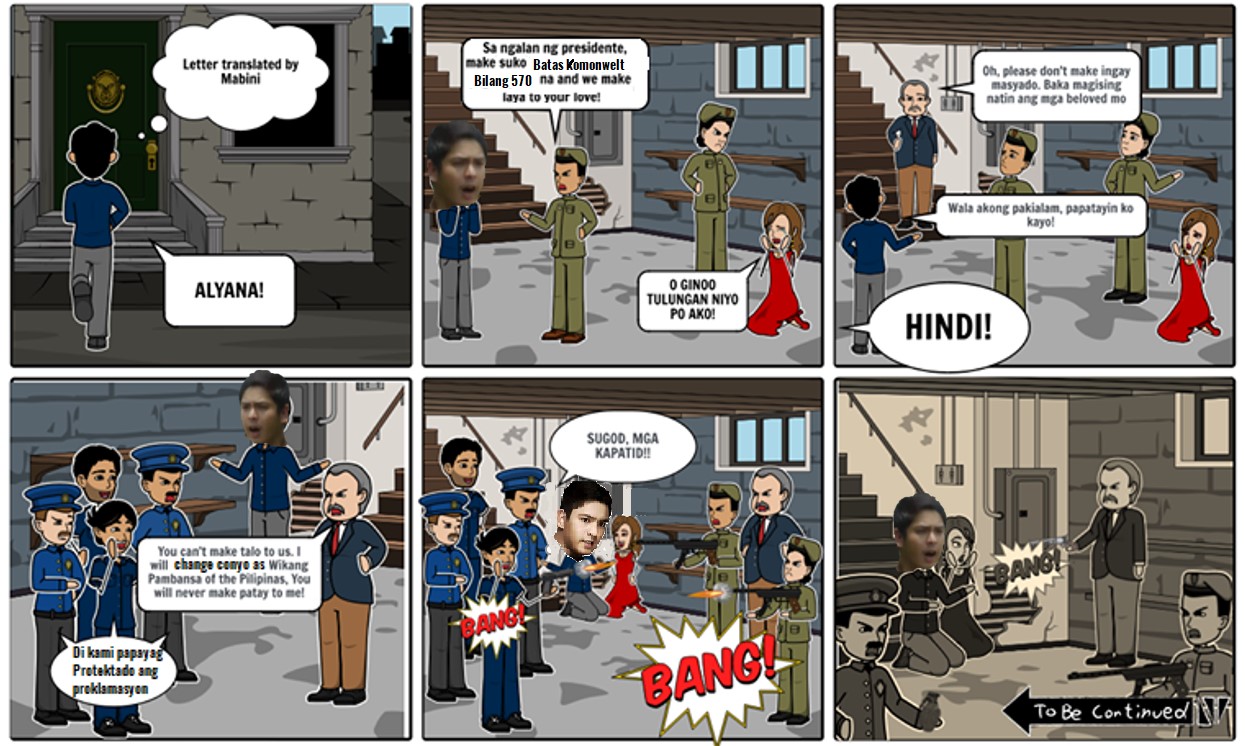 Letter translated by
Mabini
ALYANA!
Sa ngalan ng presidente,
make suko Batas Komonwelt
Bilang 570 na and we make
laya to your love!
O GINOO
TULUNGAN NIYO
PO AKO!
Oh, please don't make ingay
masyado. Baka magising
natin ang mga beloved mo
Wala akong pakialam, papatayin ko
kayo!
HINDI!
You can't make talo to us. I
will change conyo as Wikang
Pambansa of the Pilipinas, You
will never make patay to me!
Di kami papayag
Protektado ang
proklamasyon
SUGOD, MGA
KAPATID!!
BANG!
BANG!
BANG!
To Be Continued